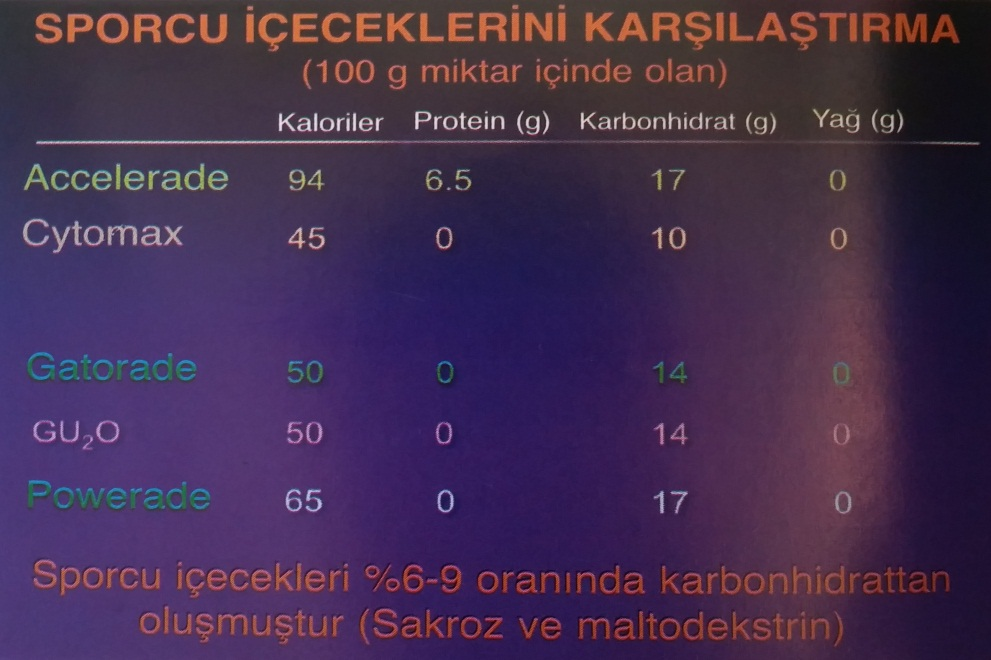 SPORCU İÇECEKLERİNİ KARŞILAŞTIRMA
(100 g miktar içinde olan)
Kaloriler Protein (g) Karbonhidrat (g) Yağ (g)
Accelerade 94 6.5 17 0
Cytomax 45 0 10 0
Gatorade 50 0 14 0
GU₂O 50 0 14 0
Powerade 65 0 17 0
Sporcu içecekleri %6-9 oranında karbonhidrattan
oluşmuştur (Sakroz ve maltodekstrin)